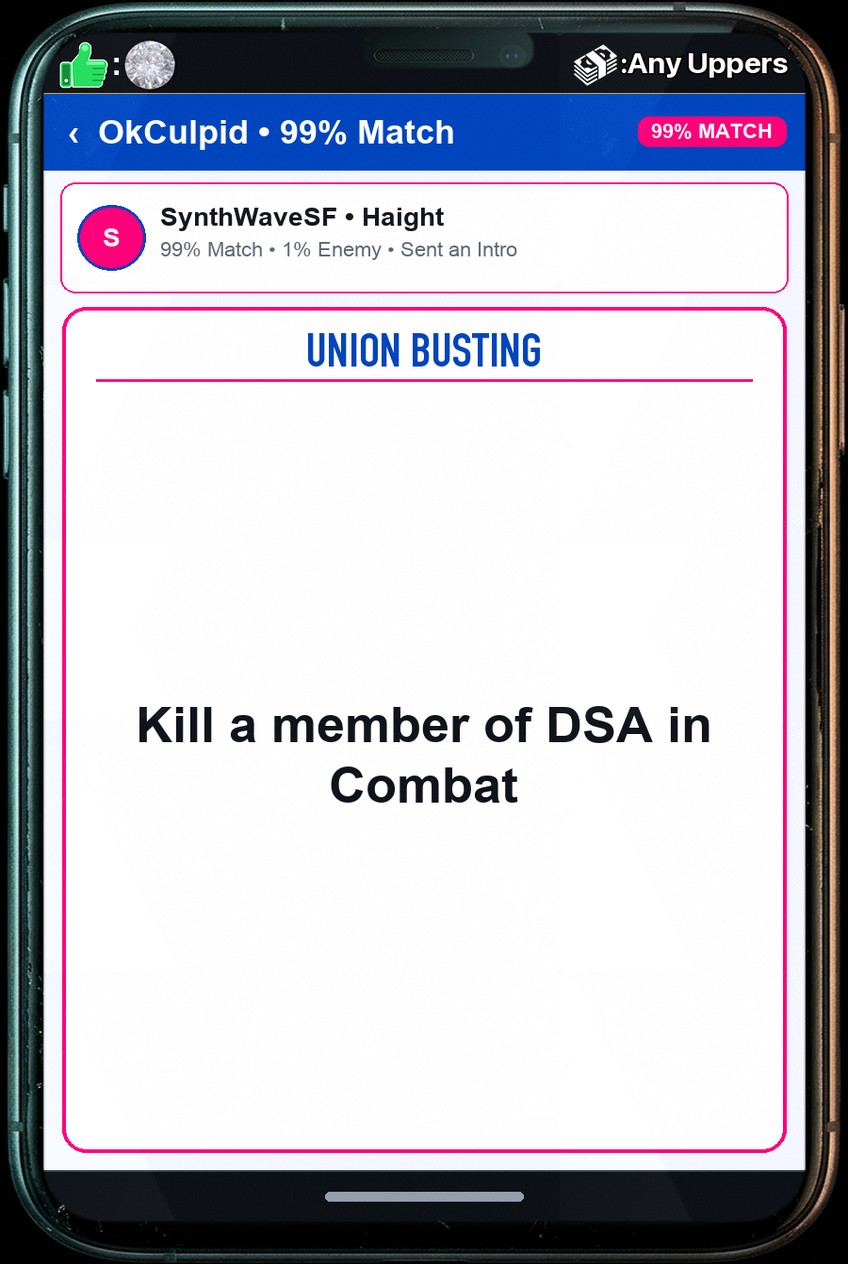 :
:Any Uppers
‹ OkCulpid • 99% Match
99% MATCH
S
SynthWaveSF • Haight
99% Match • 1% Enemy • Sent an Intro
UNION BUSTING
Kill a member of DSA in
Combat